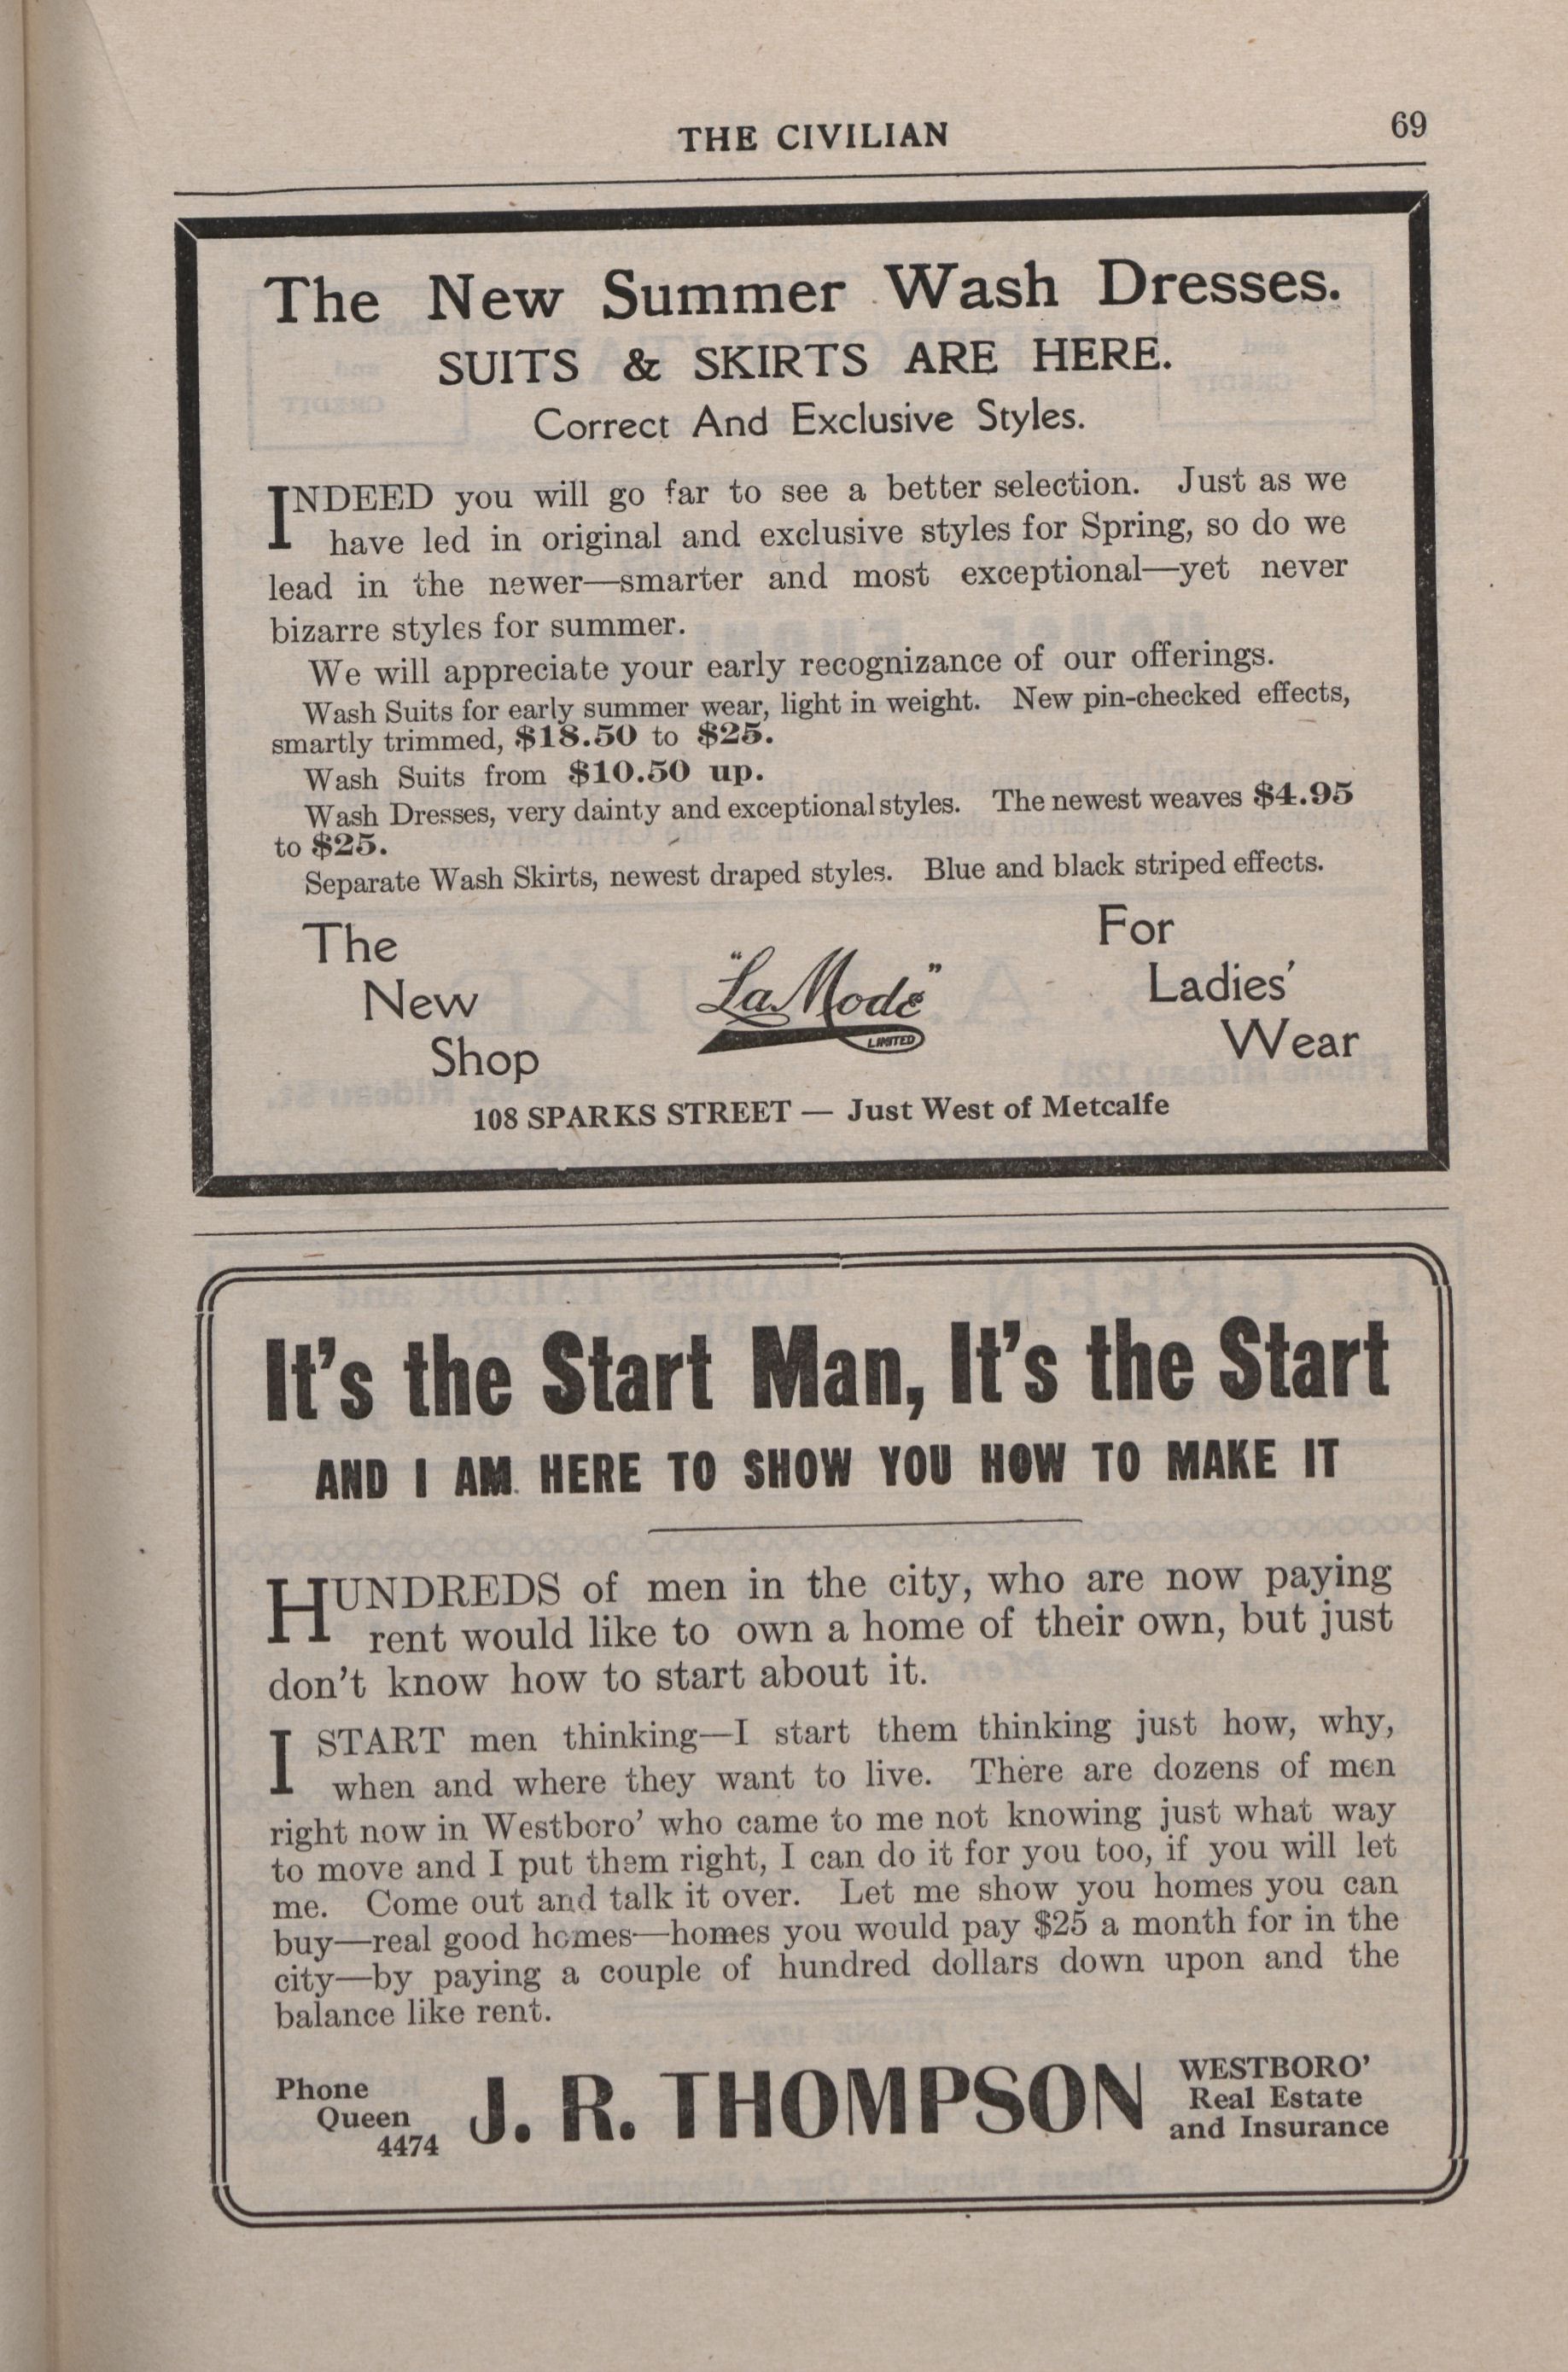 THE CIVILIAN
69
The New Summer Wash Dresses.
SUITS & SKIRTS ARE HERE.
Correct And Exclusive Styles.
INDEED you will go far to see a better selection. Just as we
have led in original and exclusive styles for Spring, so do we
lead in the newer—smarter and most exceptional—yet never
bizarre styles for summer.
We will appreciate your early recognizance of our offerings.
Wash Suits for early summer wear, light in weight. New pin-checked effects,
smartly trimmed, $18.50 to $25.
Wash Suits from $10.50 up.
Wash Dresses, very dainty and exceptional styles. The newest weaves $4.95
to $25.
Separate Wash Skirts, newest draped styles. Blue and black striped effects.
The
New
Shop
"La Mode"
LIMITED
For
Ladies'
Wear
108 SPARKS STREET — Just West of Metcalfe
It's the Start Man, It's the Start
AND I AM HERE TO SHOW YOU HOW TO MAKE IT
HUNDREDS of men in the city, who are now paying
rent would like to own a home of their own, but just
don't know how to start about it.
I START men thinking—I start them thinking just how, why,
when and where they want to live. There are dozens of men
right now in Westboro' who came to me not knowing just what way
to move and I put them right, I can do it for you too, if you will let
me. Come out and talk it over. Let me show you homes you can
buy—real good homes—homes you would pay $25 a month for in the
city—by paying a couple of hundred dollars down upon and the
balance like rent.
Phone
Queen
4474
J. R. THOMPSON
WESTBORO'
Real Estate
and Insurance